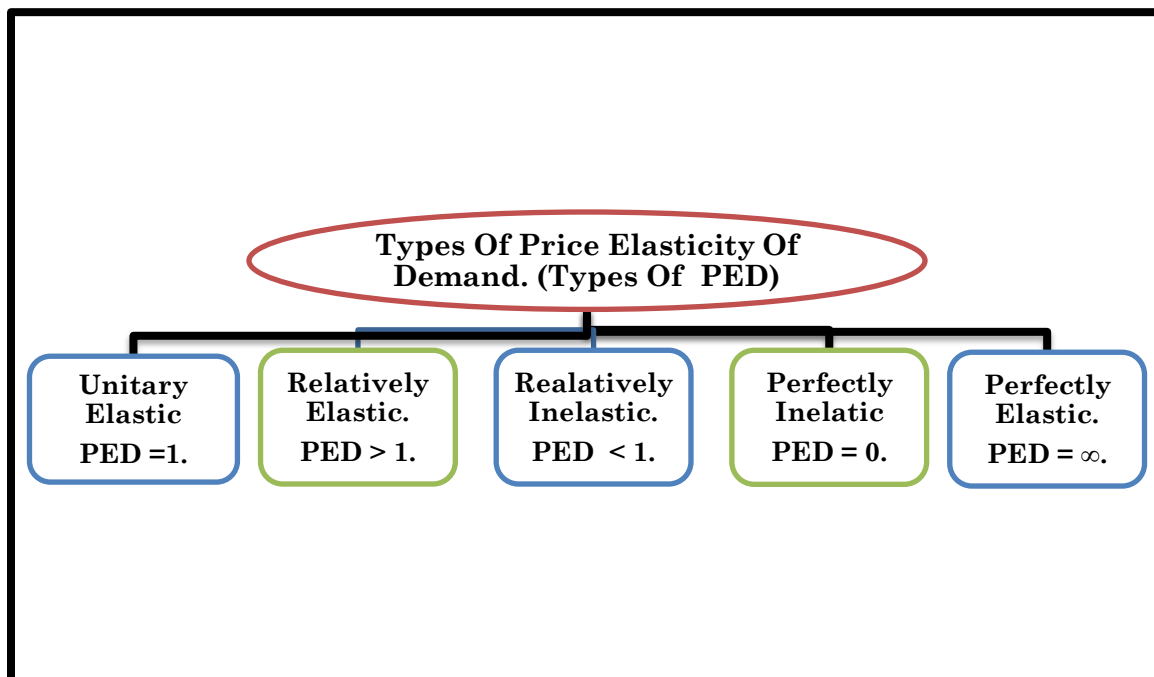 Types Of Price Elasticity Of
Demand. (Types Of  PED)
Unitary
Elastic
PED =1.
Relatively
Elastic.
PED > 1.
Realatively
Inelastic.
PED  < 1.
Perfectly
Inelatic
PED = 0.
Perfectly
Elastic.
PED = ∞.